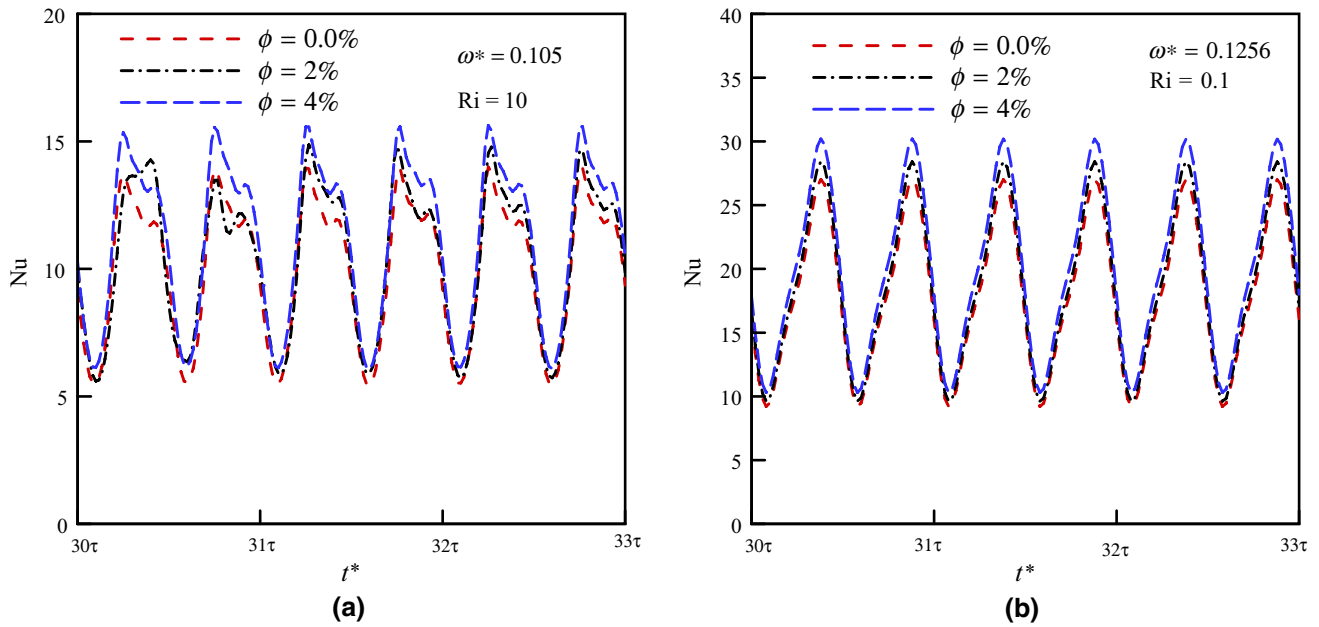 20
15
10
5
0
Nu
ϕ = 0.0%
ϕ = 2%
ϕ = 4%
ω* = 0.105
Ri = 10
30τ
31τ
32τ
33τ
t*
(a)
40
35
30
25
20
15
10
5
0
Nu
ϕ = 0.0%
ϕ = 2%
ϕ = 4%
ω* = 0.1256
Ri = 0.1
30τ
31τ
32τ
33τ
t*
(b)